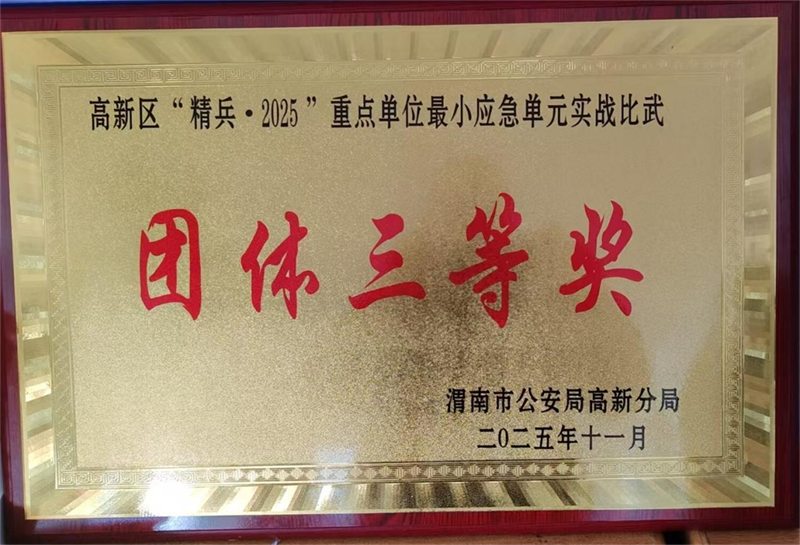 高新区“精兵·2025”重点单位最小应急单元实战比武
团体三等奖
渭南市公安局高新分局
二0二五年十一月